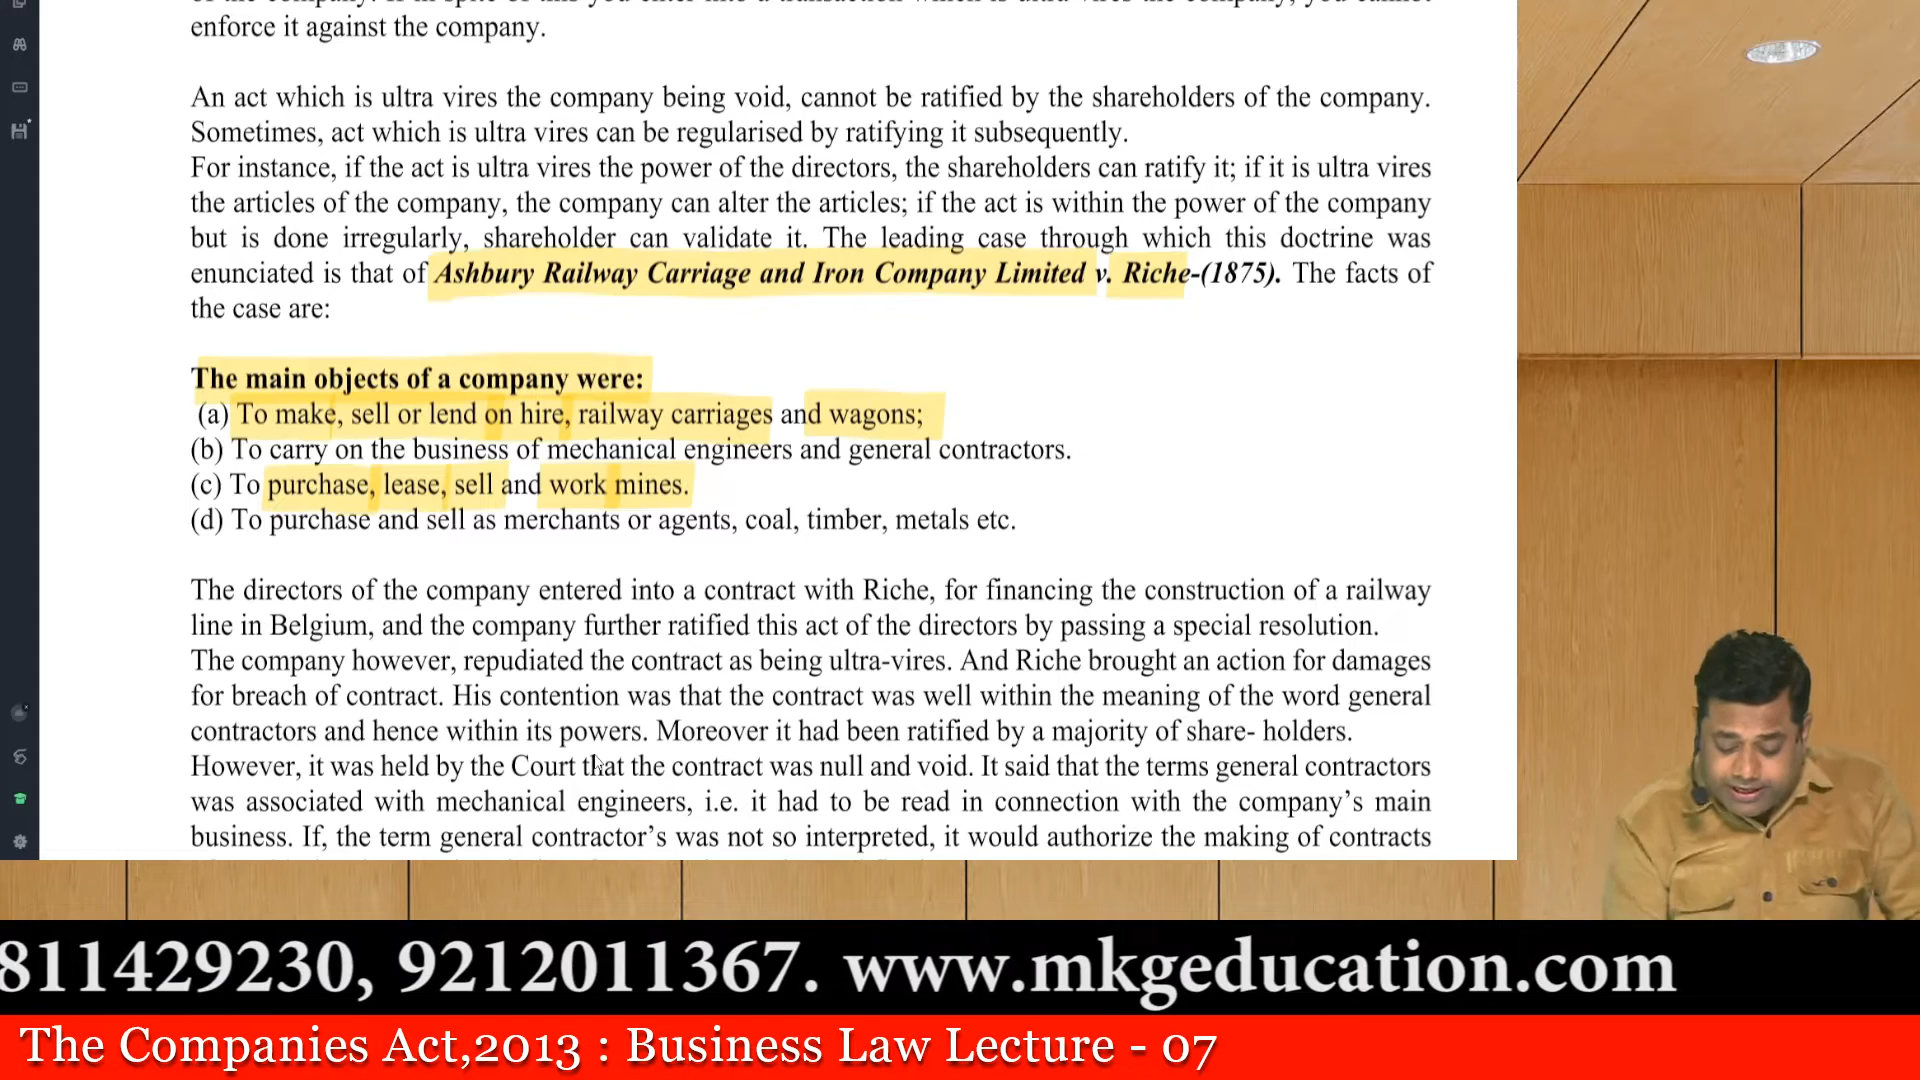 enforce it against the company.
An act which is ultra vires the company being void, cannot be ratified by the shareholders of the company.
Sometimes, act which is ultra vires can be regularised by ratifying it subsequently.
For instance, if the act is ultra vires the power of the directors, the shareholders can ratify it; if it is ultra vires
the articles of the company, the company can alter the articles; if the act is within the power of the company
but is done irregularly, shareholder can validate it. The leading case through which this doctrine was
enunciated is that of Ashbury Railway Carriage and Iron Company Limited v. Riche-(1875). The facts of
the case are:
The main objects of a company were:
(a) To make, sell or lend on hire, railway carriages and wagons;
(b) To carry on the business of mechanical engineers and general contractors.
(c) To purchase, lease, sell and work mines.
(d) To purchase and sell as merchants or agents, coal, timber, metals etc.
The directors of the company entered into a contract with Riche, for financing the construction of a railway
line in Belgium, and the company further ratified this act of the directors by passing a special resolution.
The company however, repudiated the contract as being ultra-vires. And Riche brought an action for damages
for breach of contract. His contention was that the contract was well within the meaning of the word general
contractors and hence within its powers. Moreover it had been ratified by a majority of share- holders.
However, it was held by the Court that the contract was null and void. It said that the terms general contractors
was associated with mechanical engineers, i.e. it had to be read in connection with the company's main
business. If, the term general contractor's was not so interpreted, it would authorize the making of contracts
811429230, 9212011367. www.mkgeducation.com
The Companies Act,2013 : Business Law Lecture - 07